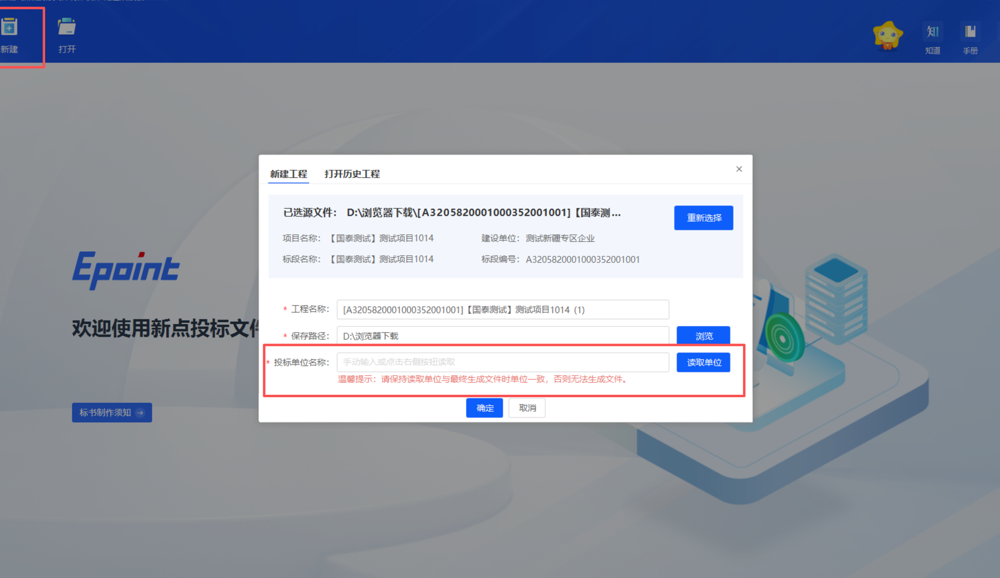 新建
打开
知
知道
手册
新建工程
打开历史工程
已选源文件： D:\浏览器下载\[A3205820001000352001001]【国泰测...
重新选择
项目名称： 【国泰测试】测试项目1014
建设单位： 测试新疆专区企业
标段名称： 【国泰测试】测试项目1014
标段编号： A3205820001000352001001
Epoint
* 工程名称： [A3205820001000352001001]【国泰测试】测试项目1014 (1)
欢迎使用新点投标文件
* 保存路径： D:\浏览器下载
浏览
* 投标单位名称： 手动输入或点击右侧按钮读取
读取单位
温馨提示：请保持读取单位与最终生成文件时单位一致，否则无法生成文件。
确定
取消
标书制作须知